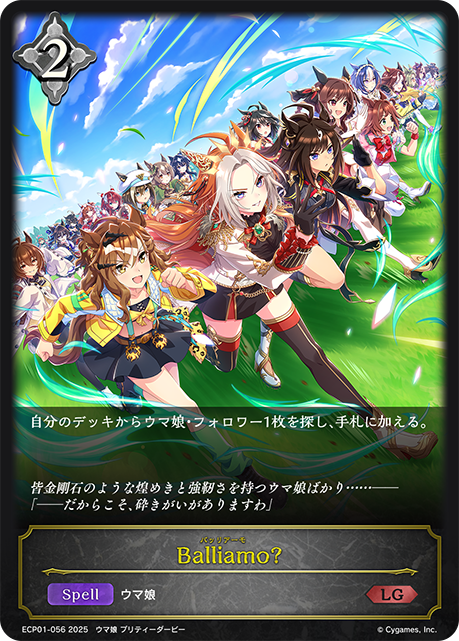 2
自分のデッキからウマ娘・フォロワー1枚を探し、手札に加える。
皆金剛石のような煌めきと強靭さを持つウマ娘ばかり……――
「――だからこそ、砕きがいがありますわ」
バッリアーモ
Balliamo?
Spell ウマ娘 LG
ECP01-056 2025 ウマ娘 プリティーダービー © Cygames, Inc.